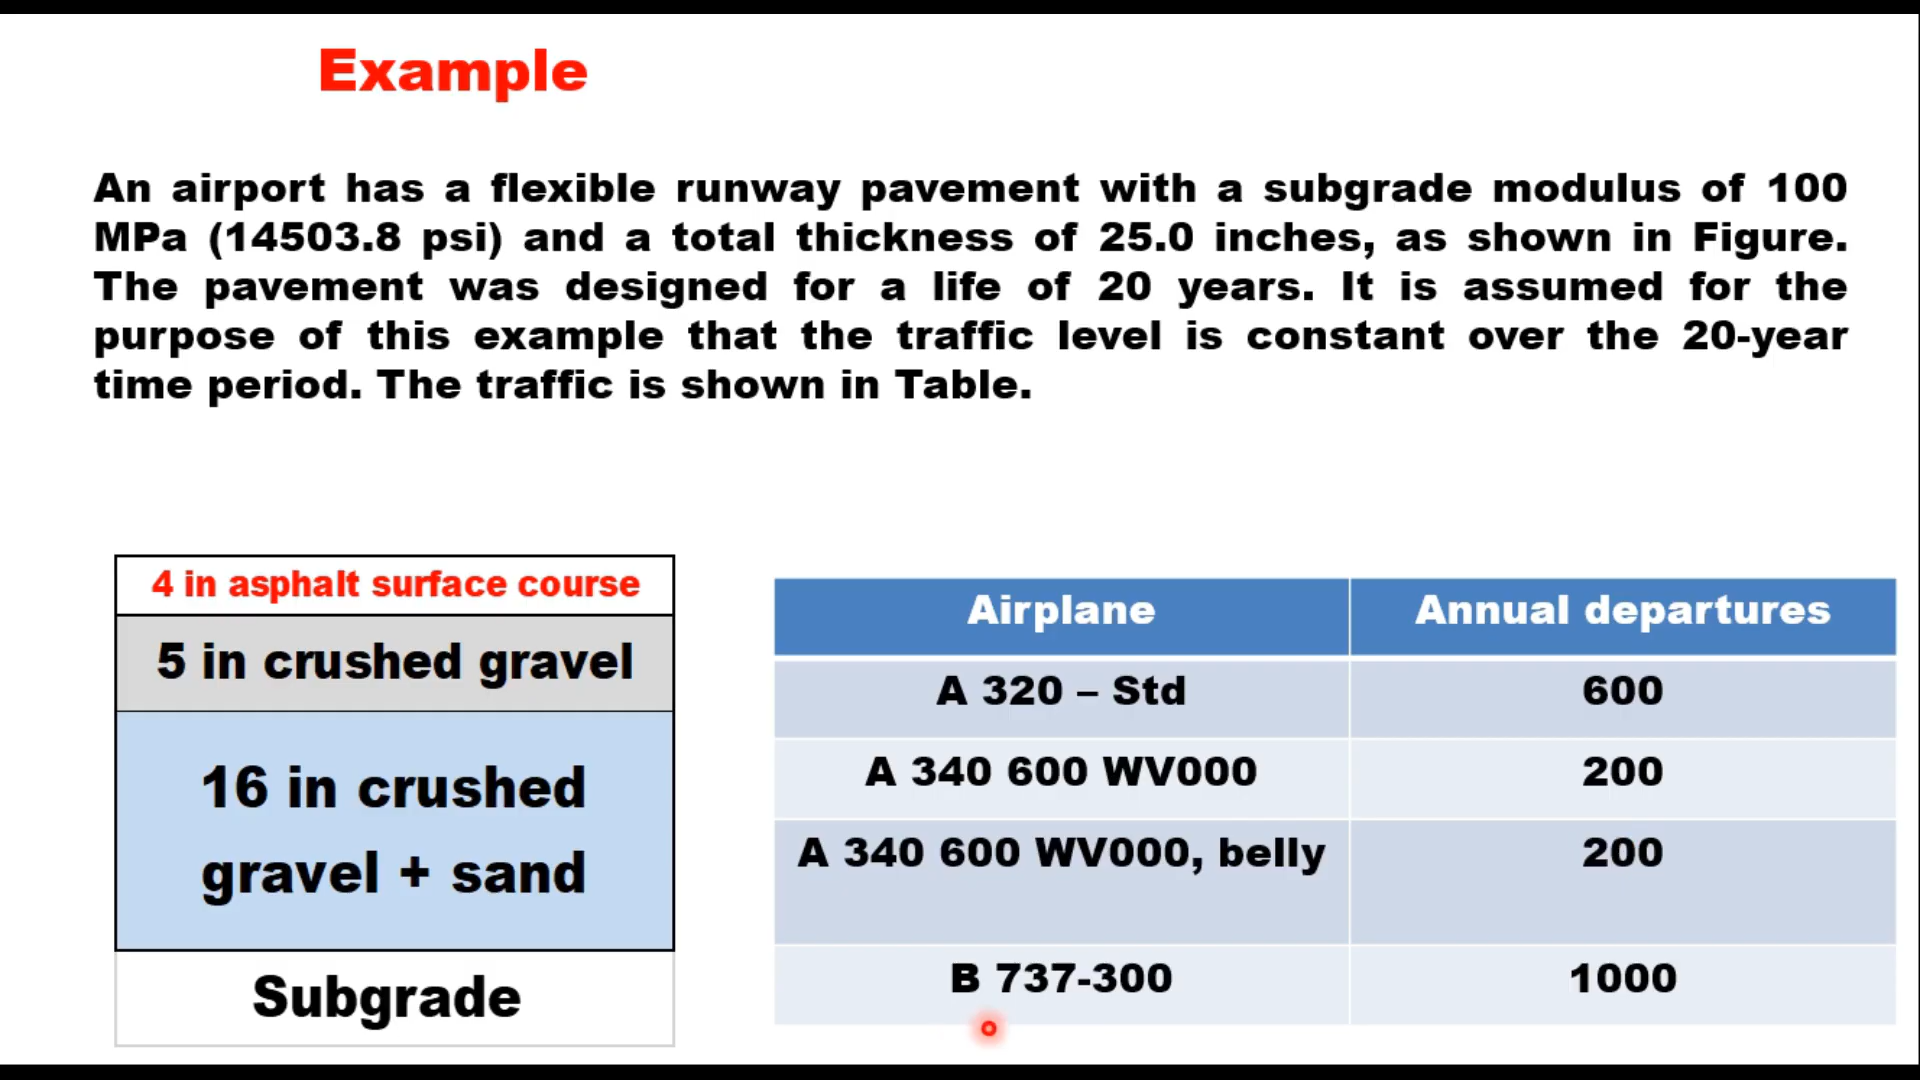 Example
An airport has a flexible runway pavement with a subgrade modulus of 100
MPa (14503.8 psi) and a total thickness of 25.0 inches, as shown in Figure.
The pavement was designed for a life of 20 years. It is assumed for the
purpose of this example that the traffic level is constant over the 20-year
time period. The traffic is shown in Table.
4 in asphalt surface course
5 in crushed gravel
16 in crushed
gravel + sand
Subgrade
Airplane Annual departures
A 320 – Std 600
A 340 600 WV000 200
A 340 600 WV000, belly 200
B 737-300 1000